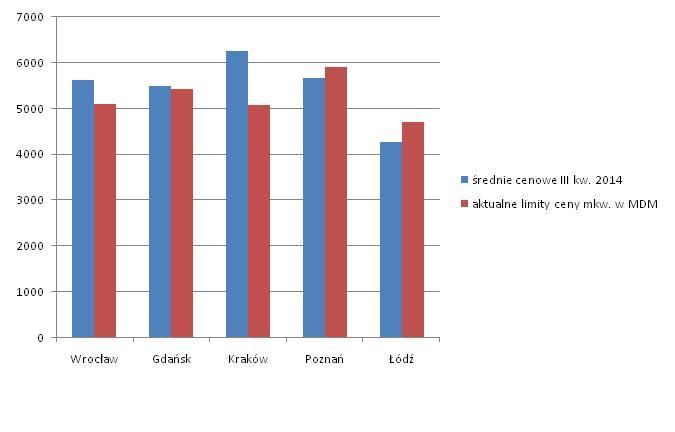 7000
6000
5000
4000
3000
2000
1000
0
Wrocław Gdańsk Kraków Poznań Łódź
średnie cenowe III kw. 2014
aktualne limity ceny mkw. w MDM